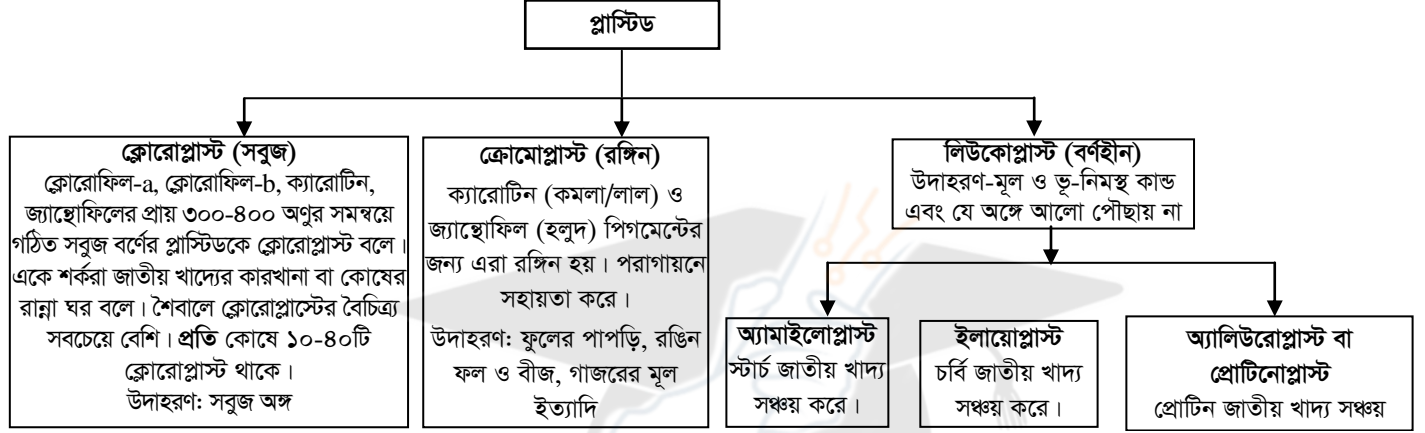 প্লাস্টিড
ক্লোরোপ্লাস্ট (সবুজ)
ক্লোরোফিল-a, ক্লোরোফিল-b, ক্যারোটিন,
জ্যান্থোফিলের প্রায় ৩০০-৪০০ অণুর সমন্বয়ে
গঠিত সবুজ বর্ণের প্লাস্টিডকে ক্লোরোপ্লাস্ট বলে।
একে শর্করা জাতীয় খাদ্যের কারখানা বা কোষের
রান্না ঘর বলে। শৈবালে ক্লোরোপ্লাস্টের বৈচিত্র্য
সবচেয়ে বেশি। প্রতি কোষে ১০-৪০টি
ক্লোরোপ্লাস্ট থাকে।
উদাহরণ: সবুজ অঙ্গ
ক্রোমোপ্লাস্ট (রঙ্গিন)
ক্যারোটিন (কমলা/লাল) ও
জ্যান্থোফিল (হলুদ) পিগমেন্টের
জন্য এরা রঙ্গিন হয়। পরাগায়নে
সহায়তা করে।
উদাহরণ: ফুলের পাপড়ি, রঙিন
ফল ও বীজ, গাজরের মূল
ইত্যাদি
লিউকোপ্লাস্ট (বর্ণহীন)
উদাহরণ-মূল ও ভূ-নিমস্থ কান্ড
এবং যে অঙ্গে আলো পৌছায় না
অ্যামাইলোপ্লাস্ট
স্টার্চ জাতীয় খাদ্য
সঞ্চয় করে।
ইলায়োপ্লাস্ট
চর্বি জাতীয় খাদ্য
সঞ্চয় করে।
অ্যালিউরোপ্লাস্ট বা
প্রোটিনোপ্লাস্ট
প্রোটিন জাতীয় খাদ্য সঞ্চয়